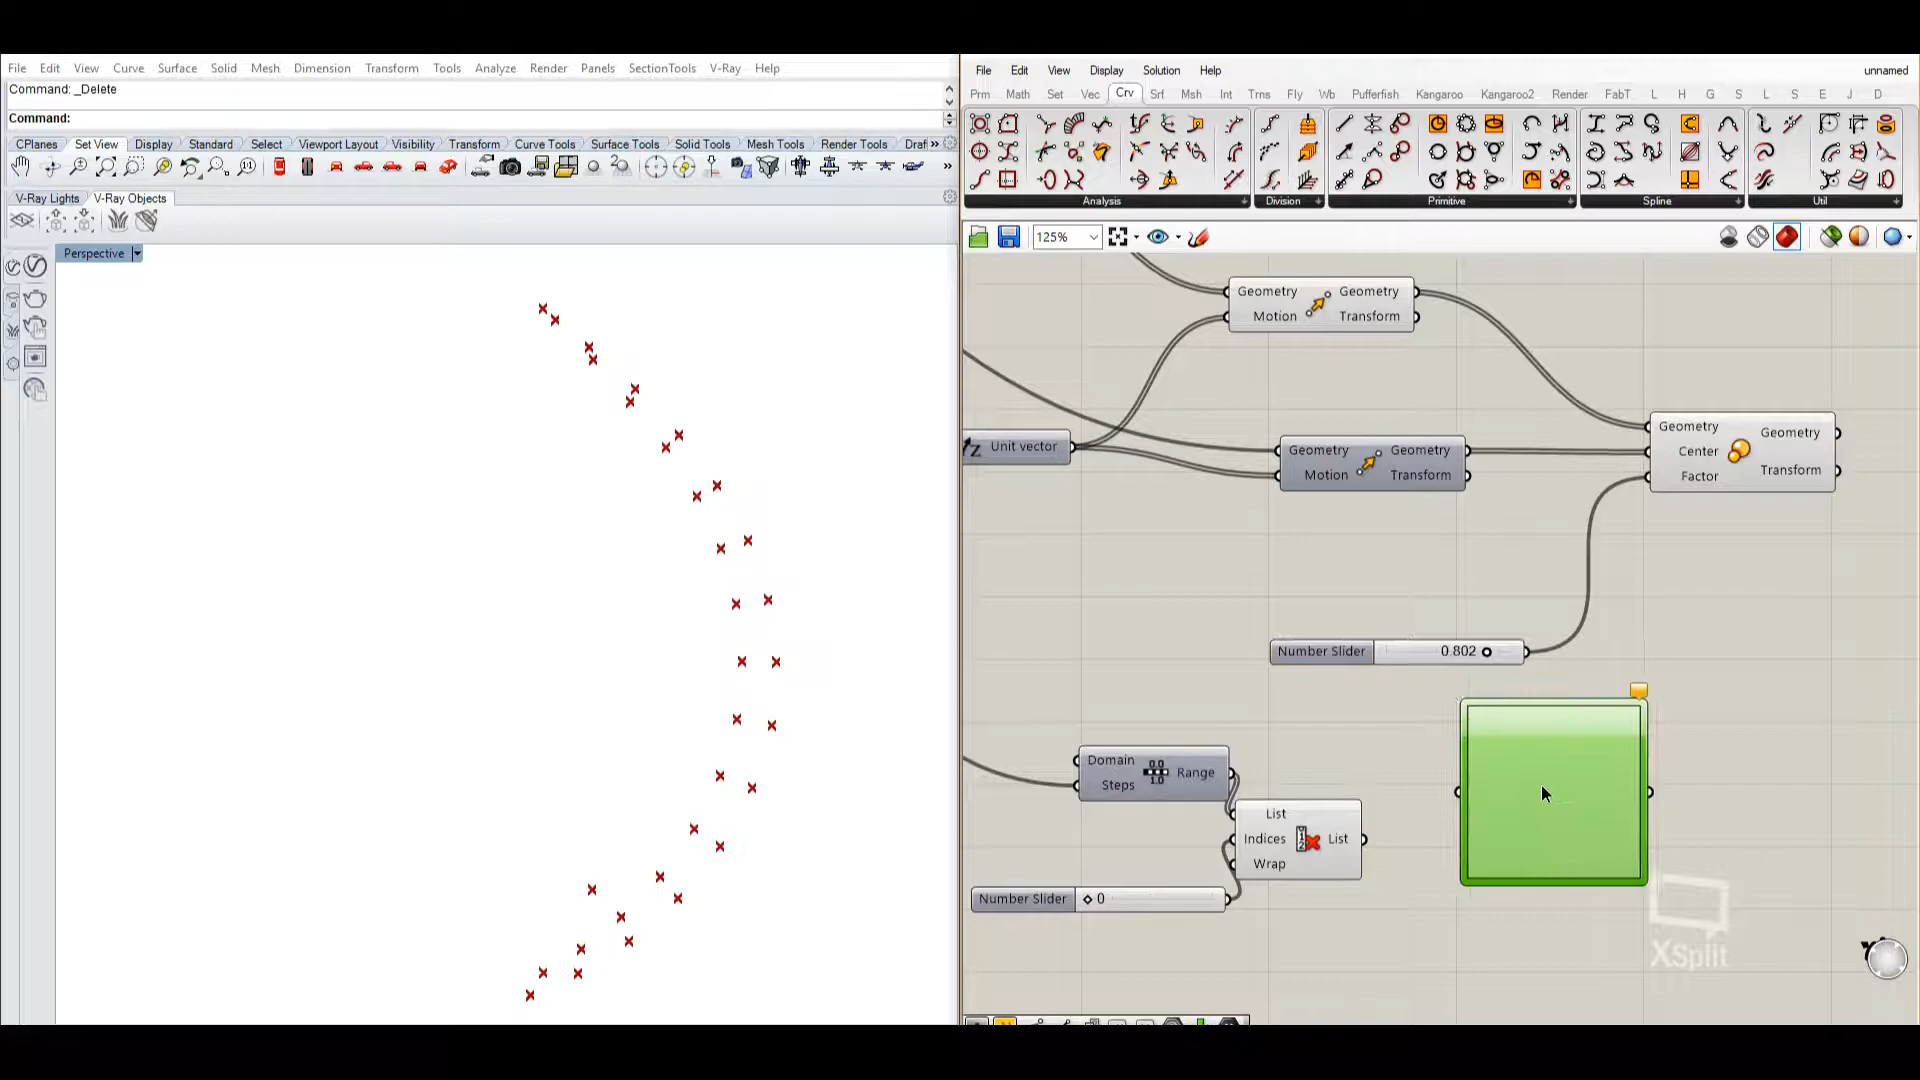 File Edit View Curve Surface Solid Mesh Dimension Transform Tools Analyze Render Panels SectionTools V-Ray Help
Command: _Delete
Command:
CPlanes Set View Display Standard Select Viewport Layout Visibility Transform Curve Tools Surface Tools Solid Tools Mesh Tools Render Tools Draf
V-Ray Lights V-Ray Objects
Perspective
File Edit View Display Solution Help unnamed
Prm Math Set Vec Crv Srf Msh Int Trns Fly Wb Pufferfish Kangaroo Kangaroo2 Render FabT L H G S L S E J D
Analysis Division Primitive Spline Util
125%
Geometry Geometry
Motion Transform
Unit vector
Geometry Geometry
Motion Transform
Geometry Geometry
Center
Factor Transform
Number Slider 0.802
Domain Range
Steps
List
Indices List
Wrap
Number Slider 0
XSplit